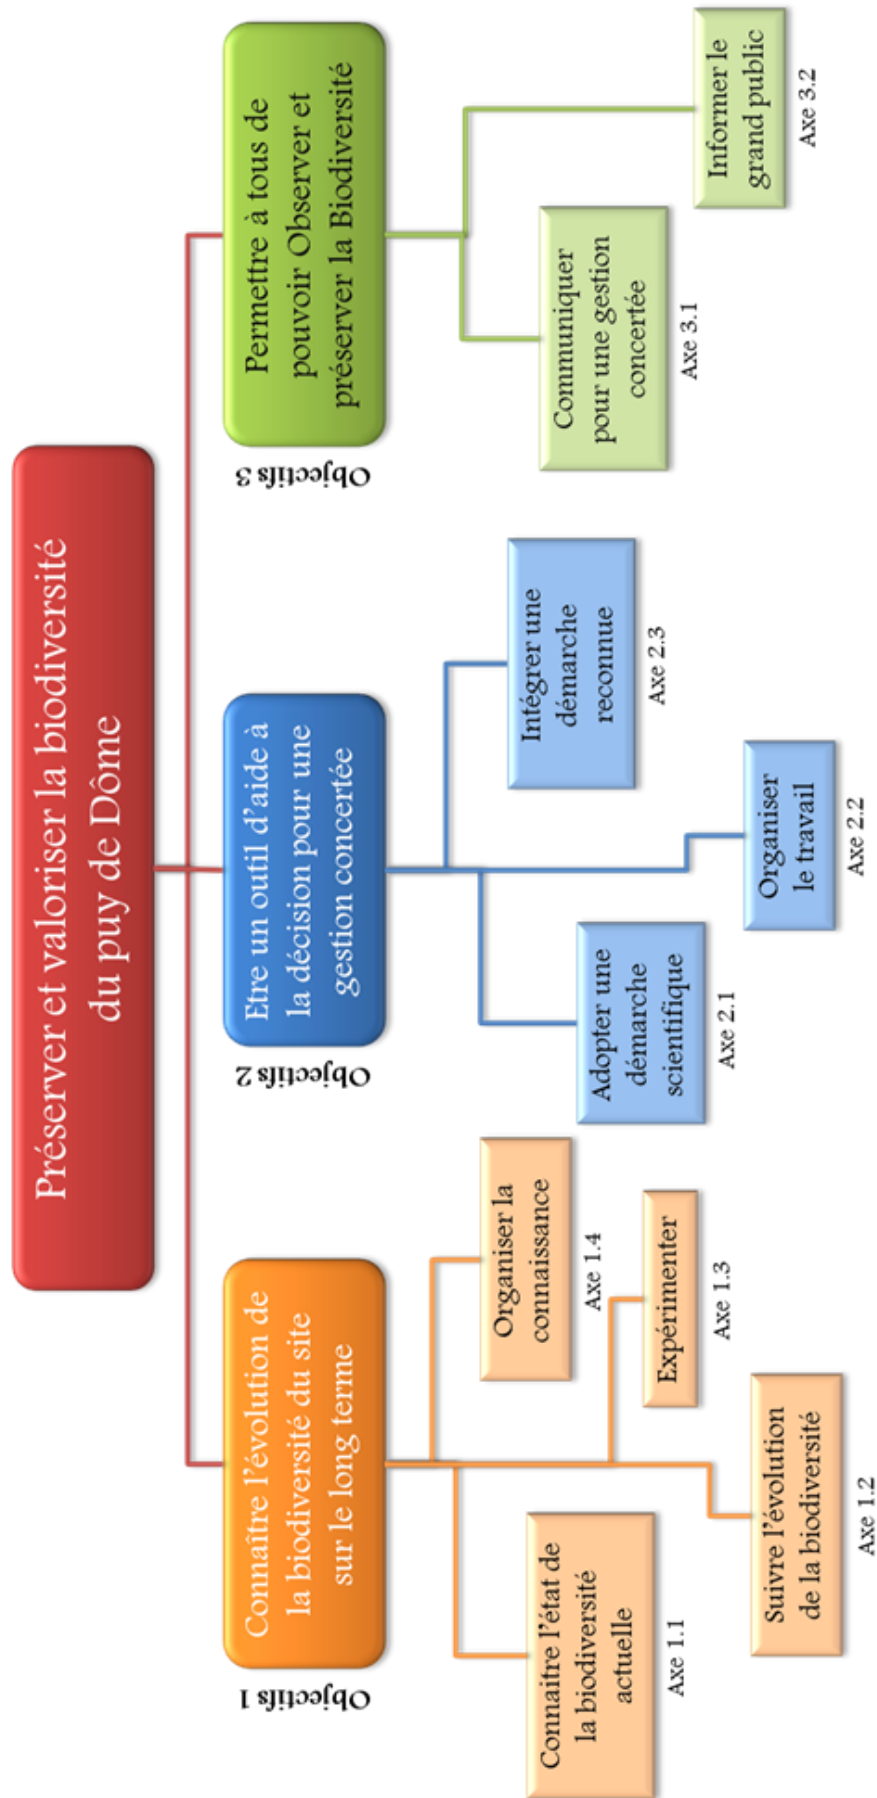 Préserver et valoriser la biodiversité
du puy de Dôme
Objectifs 1
Connaître l'évolution de
la biodiversité du site
sur le long terme
Connaitre l'état de
la biodiversité
actuelle
Axe 1.1
Suivre l'évolution
de la biodiversité
Axe 1.2
Expérimenter
Axe 1.3
Organiser la
connaissance
Axe 1.4
Objectifs 2
Etre un outil d'aide à
la décision pour une
gestion concertée
Adopter une
démarche
scientifique
Axe 2.1
Organiser
le travail
Axe 2.2
Intégrer une
démarche
reconnue
Axe 2.3
Objectifs 3
Permettre à tous de
pouvoir Observer et
préserver la Biodiversité
Communiquer
pour une gestion
concertée
Axe 3.1
Informer le
grand public
Axe 3.2